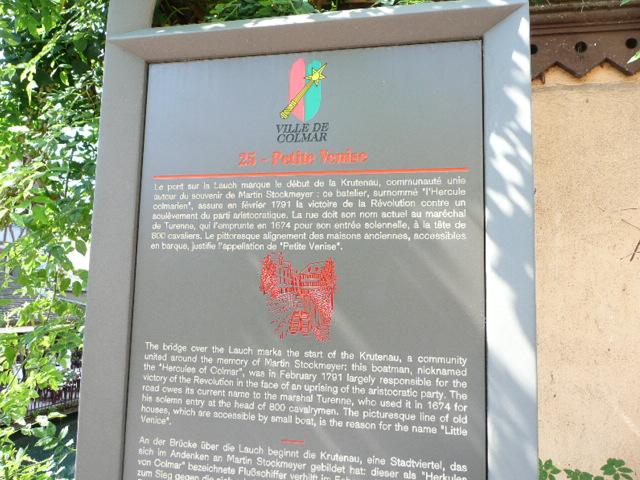 VILLE DE
COLMAR
25 - Petite Venise
Le pont sur la Lauch marque le début de la Krutenau, communauté unie
autour du souvenir de Martin Stockmeyer : ce batelier, surnommé "l'Hercule
colmarien", assure en février 1791 la victoire de la Révolution contre un
soulèvement du parti aristocratique. La rue doit son nom actuel au maréchal
de Turenne, qui l'emprunte en 1674 pour son entrée solennelle, à la tête de
800 cavaliers. Le pittoresque alignement des maisons anciennes, accessibles
en barque, justifie l'appellation de "Petite Venise".
The bridge over the Lauch marks the start of the Krutenau, a community
united around the memory of Martin Stockmeyer: this boatman, nicknamed
the "Hercules of Colmar", was in February 1791 largely responsible for the
victory of the Revolution in the face of an uprising of the aristocratic party. The
road owes its current name to the marshal Turenne, who used it in 1674 for
his solemn entry at the head of 800 cavalrymen. The picturesque line of old
houses, which are accessible by small boat, is the reason for the name "Little
Venice".
An der Brücke über die Lauch beginnt die Krutenau, eine Stadtviertel, das
sich im Andenken an Martin Stockmeyer gebildet hat: dieser als "Herkules
von Colmar" bezeichnete Flußschiffer verhilft im
zum Sieg gegen die